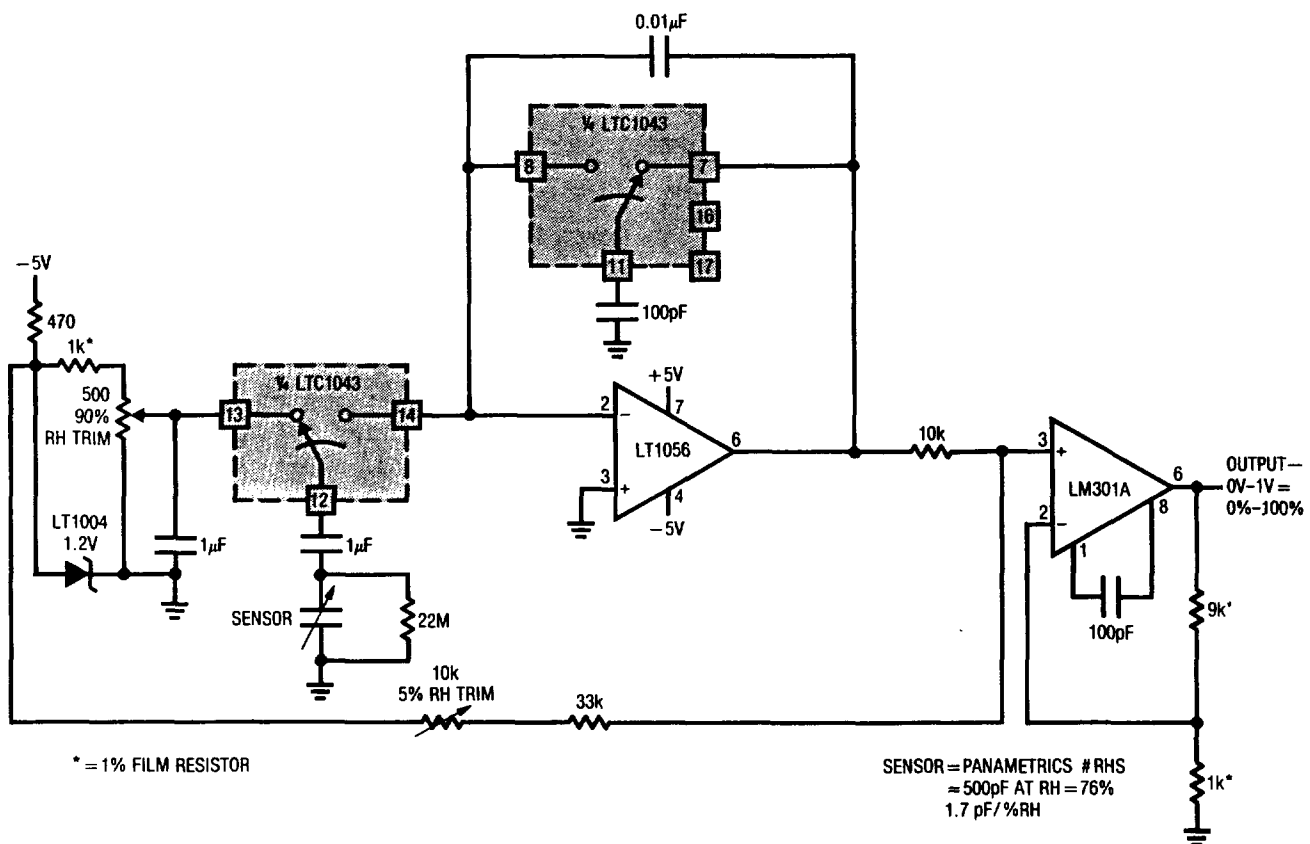 0.01µF
¼ LTC1043
8
7
16
11
17
100pF
−5V
470
1k*
500
90%
RH TRIM
¼ LTC1043
13
14
12
LT1004
1.2V
1µF
1µF
SENSOR
22M
+5V
2
−
7
LT1056
6
3
+
4
−5V
10k
3
+
LM301A
6
2
−
8
1
100pF
OUTPUT—
0V–1V =
0%–100%
9k*
1k*
10k
5% RH TRIM
33k
* = 1% FILM RESISTOR
SENSOR = PANAMETRICS #RHS
≈ 500pF AT RH = 76%
1.7 pF/%RH